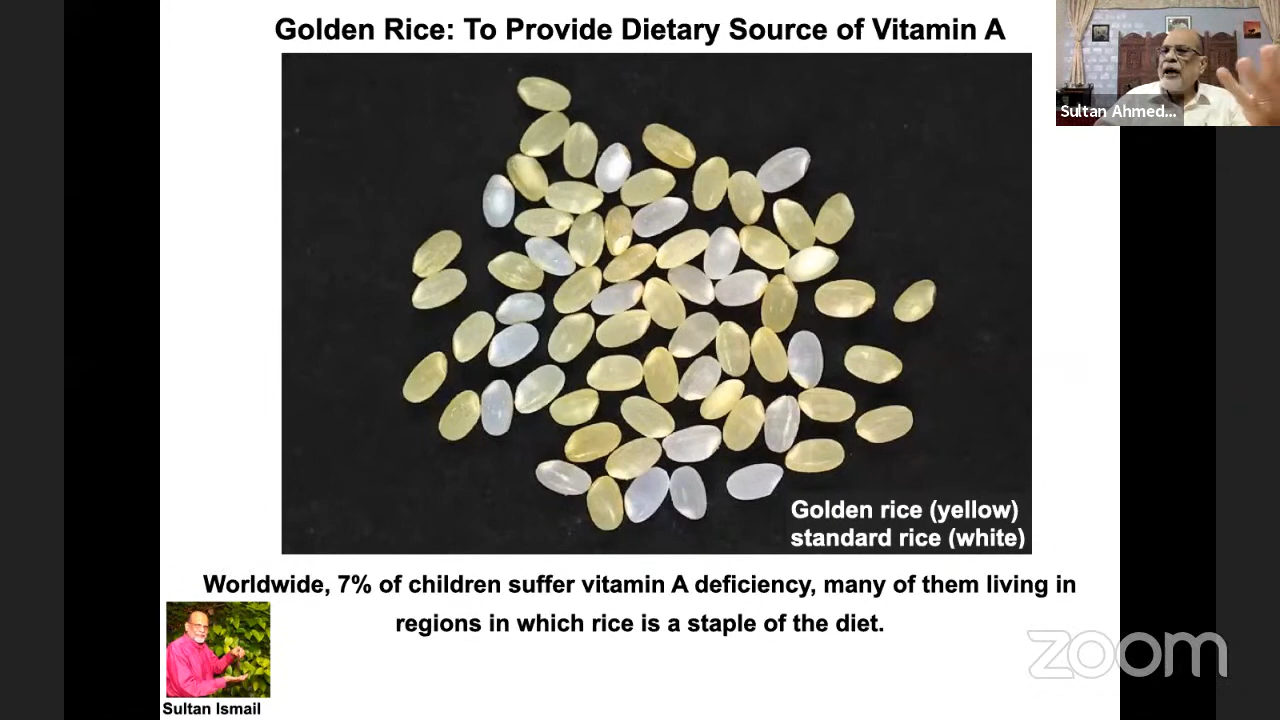 Golden Rice: To Provide Dietary Source of Vitamin A
Sultan Ahmed...
Golden rice (yellow)
standard rice (white)
Worldwide, 7% of children suffer vitamin A deficiency, many of them living in
regions in which rice is a staple of the diet.
zoom
Sultan Ismail